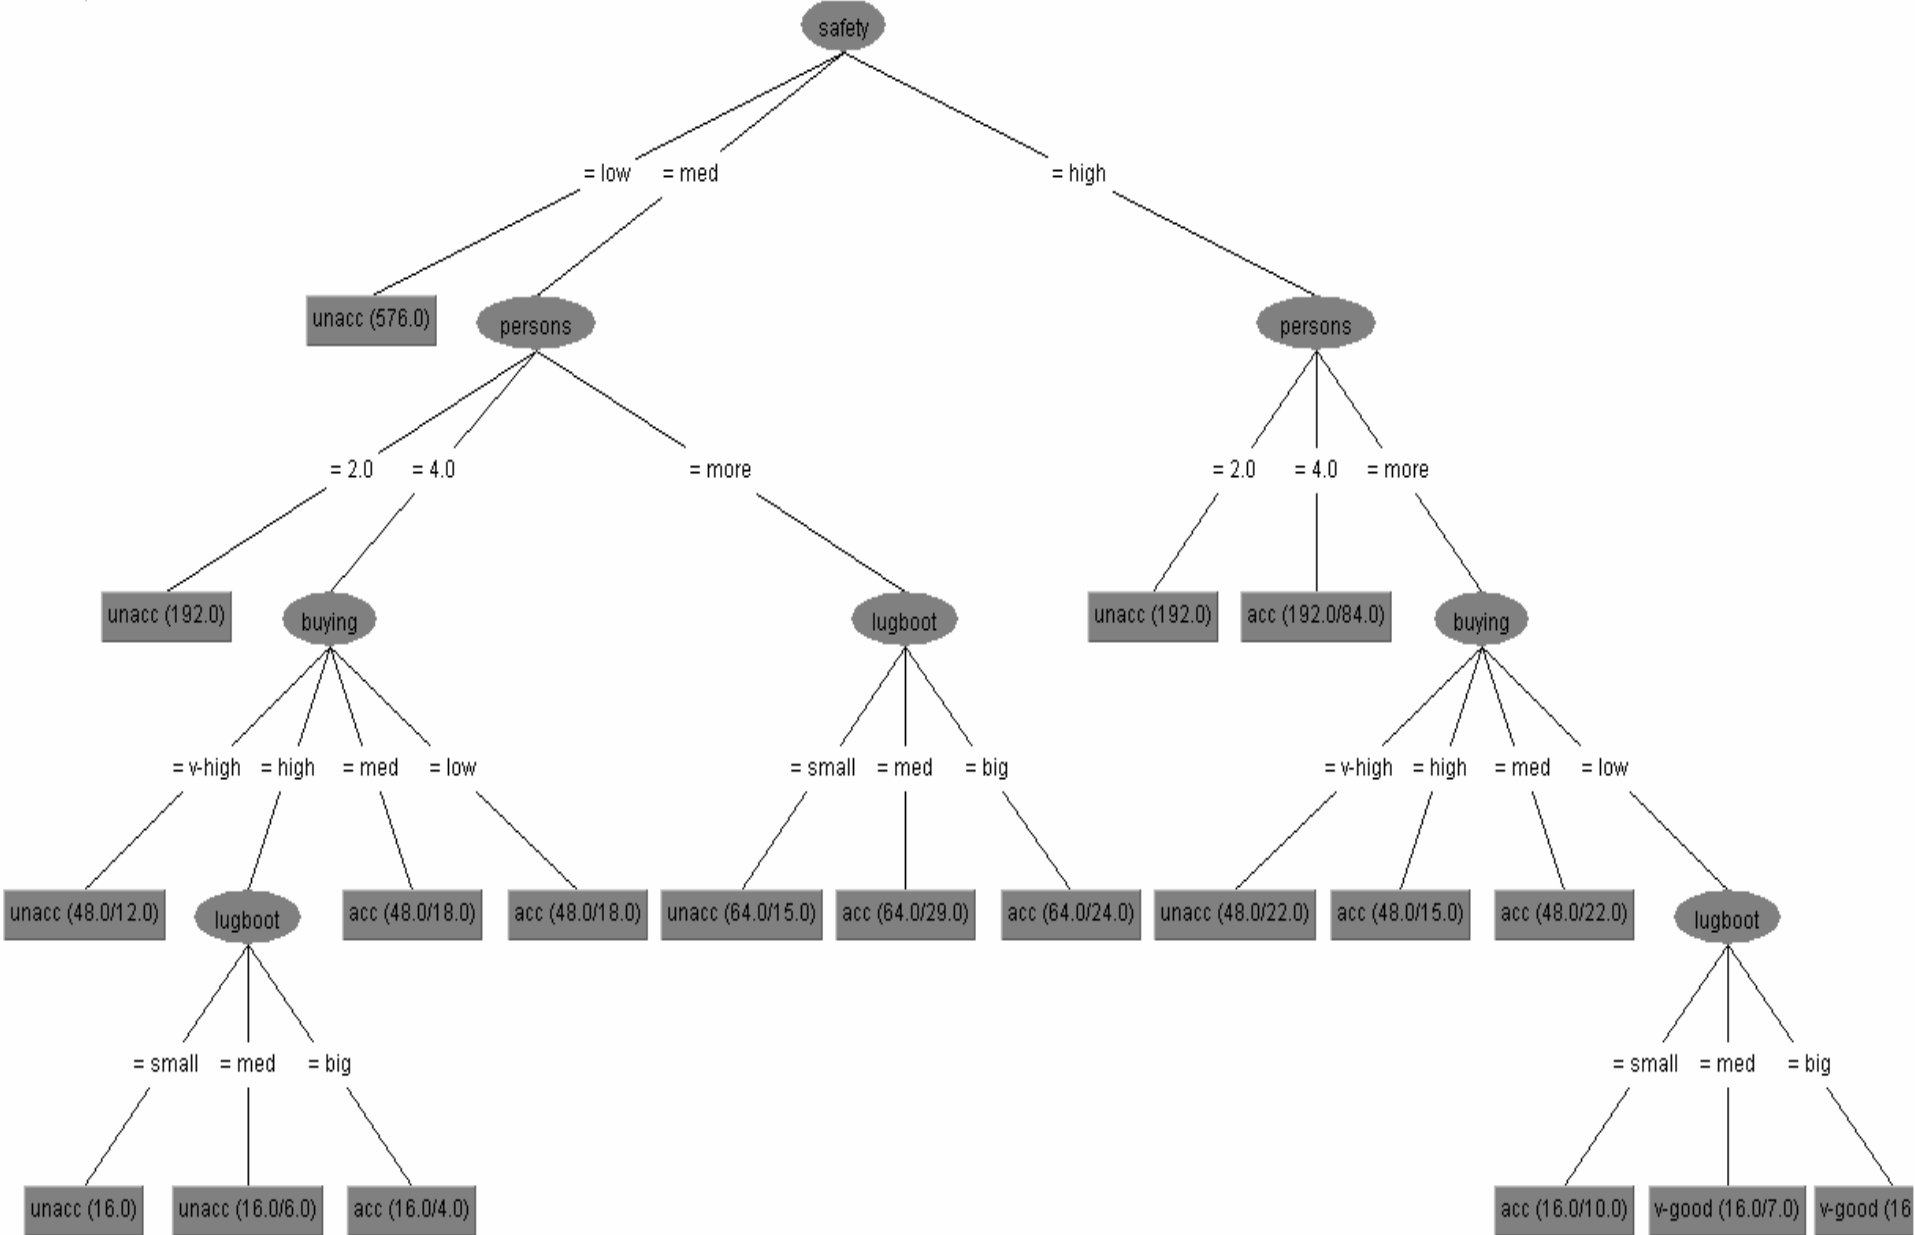 safety
= low = med = high
unacc (576.0) persons persons
= 2.0 = 4.0 = more = 2.0 = 4.0 = more
unacc (192.0) buying lugboot unacc (192.0) acc (192.0/84.0) buying
= v-high = high = med = low = small = med = big = v-high = high = med = low
unacc (48.0/12.0) lugboot acc (48.0/18.0) acc (48.0/18.0) unacc (64.0/15.0) acc (64.0/29.0) acc (64.0/24.0) unacc (48.0/22.0) acc (48.0/15.0) acc (48.0/22.0) lugboot
= small = med = big = small = med = big
unacc (16.0) unacc (16.0/6.0) acc (16.0/4.0) acc (16.0/10.0) v-good (16.0/7.0) v-good (16